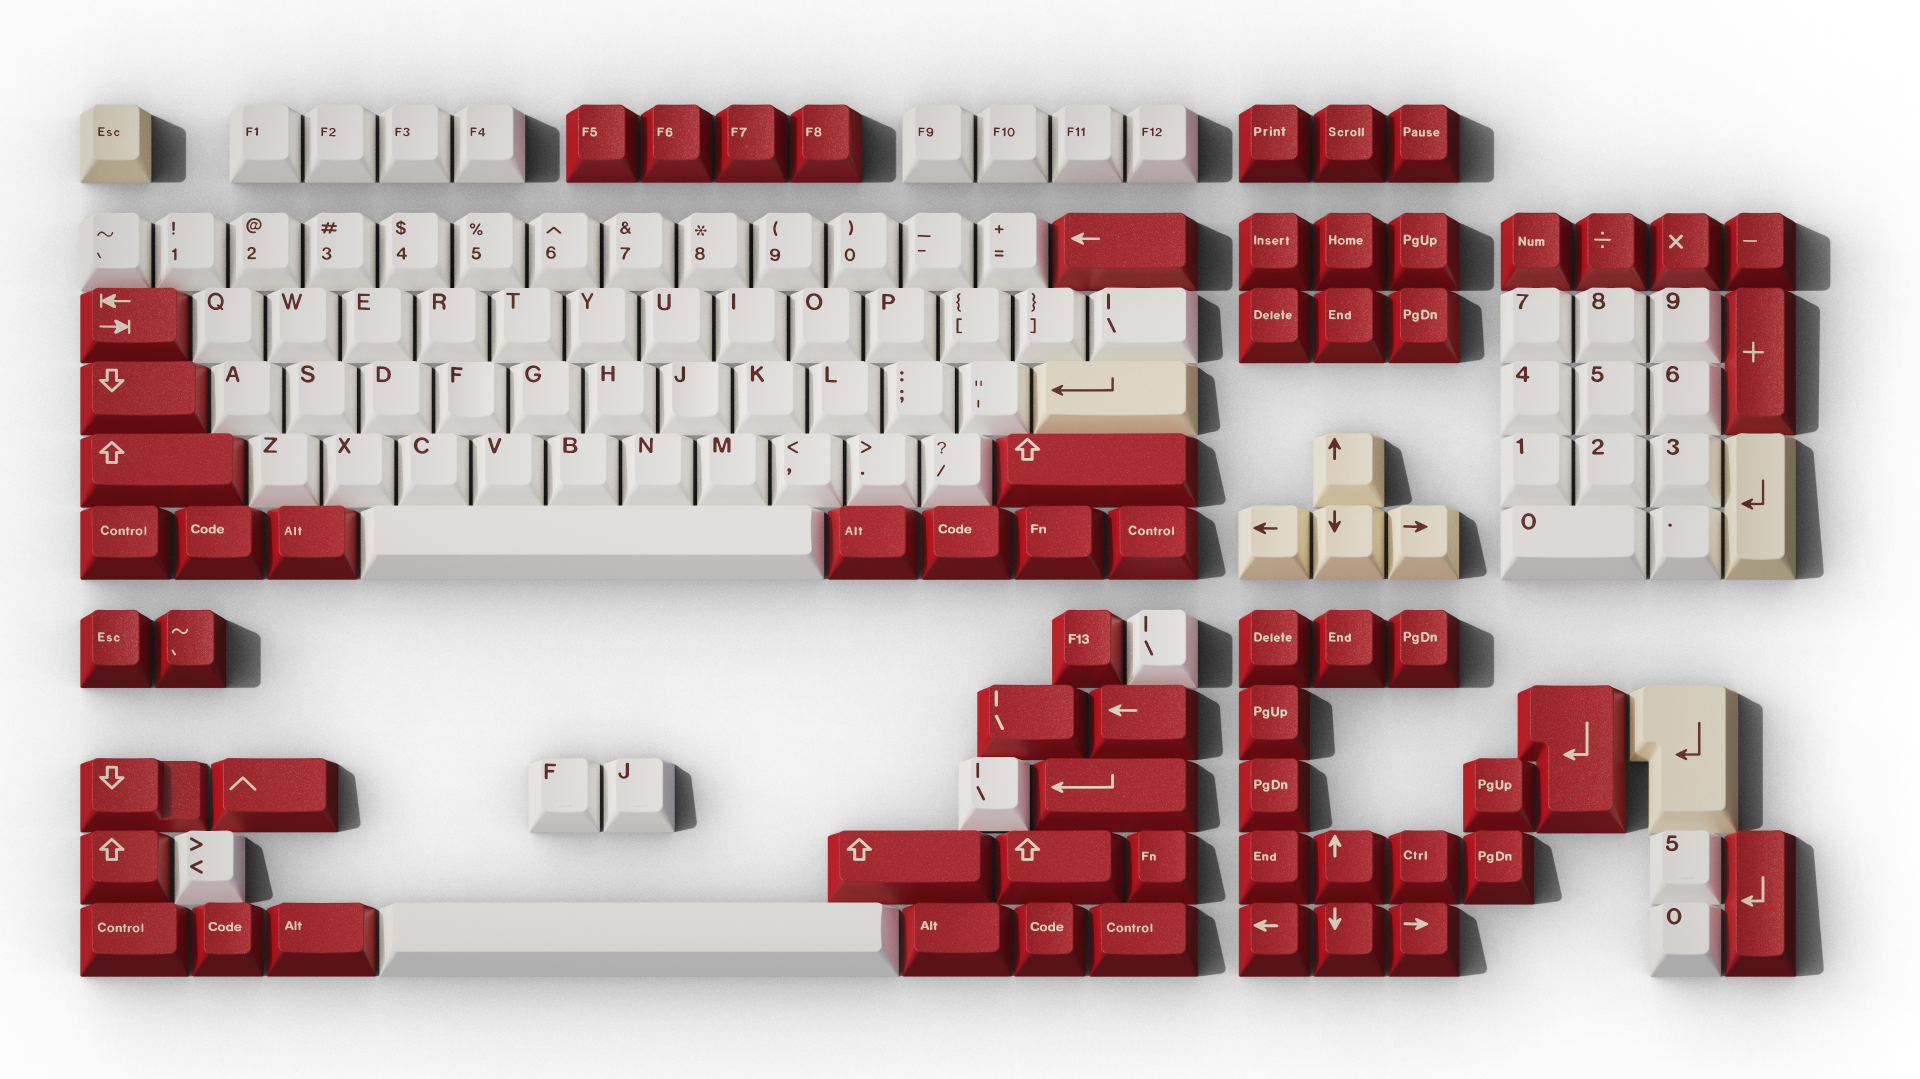 Esc F1 F2 F3 F4 F5 F6 F7 F8 F9 F10 F11 F12 Print Scroll Pause
~ ! @ # $ % ^ & * ( ) _ +
` 1 2 3 4 5 6 7 8 9 0 - = ← Insert Home PgUp Num ÷ × −
⇤ Q W E R T Y U I O P { } | 7 8 9
⇥ [ ] \ Delete End PgDn +
⇩ A S D F G H J K L : " ↵ 4 5 6
; '
⇧ Z X C V B N M < > ? ⇧ ↑ 1 2 3
, . / ↵
Control Code Alt Alt Code Fn Control ← ↓ → 0 .
Esc ~ F13 | Delete End PgDn
` \
| ← PgUp ↵ ↵
\
⇩ ^ F J | ↵ PgDn PgUp
\
⇧ > ⇧ ⇧ Fn End ↑ Ctrl PgDn 5
< ↵
Control Code Alt Alt Code Control ← ↓ → 0